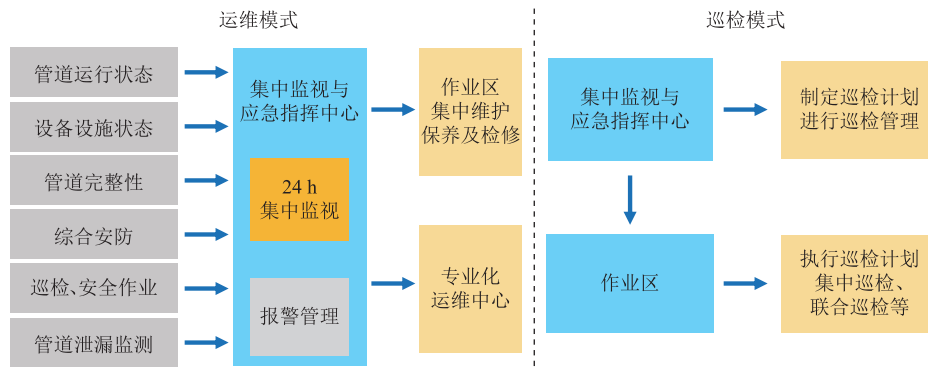 运维模式
管道运行状态
设备设施状态
管道完整性
综合安防
巡检、安全作业
管道泄漏监测
集中监视与
应急指挥中心
24 h
集中监视
报警管理
作业区
集中维护
保养及检修
专业化
运维中心
巡检模式
集中监视与
应急指挥中心
制定巡检计划
进行巡检管理
作业区
执行巡检计划
集中巡检、
联合巡检等